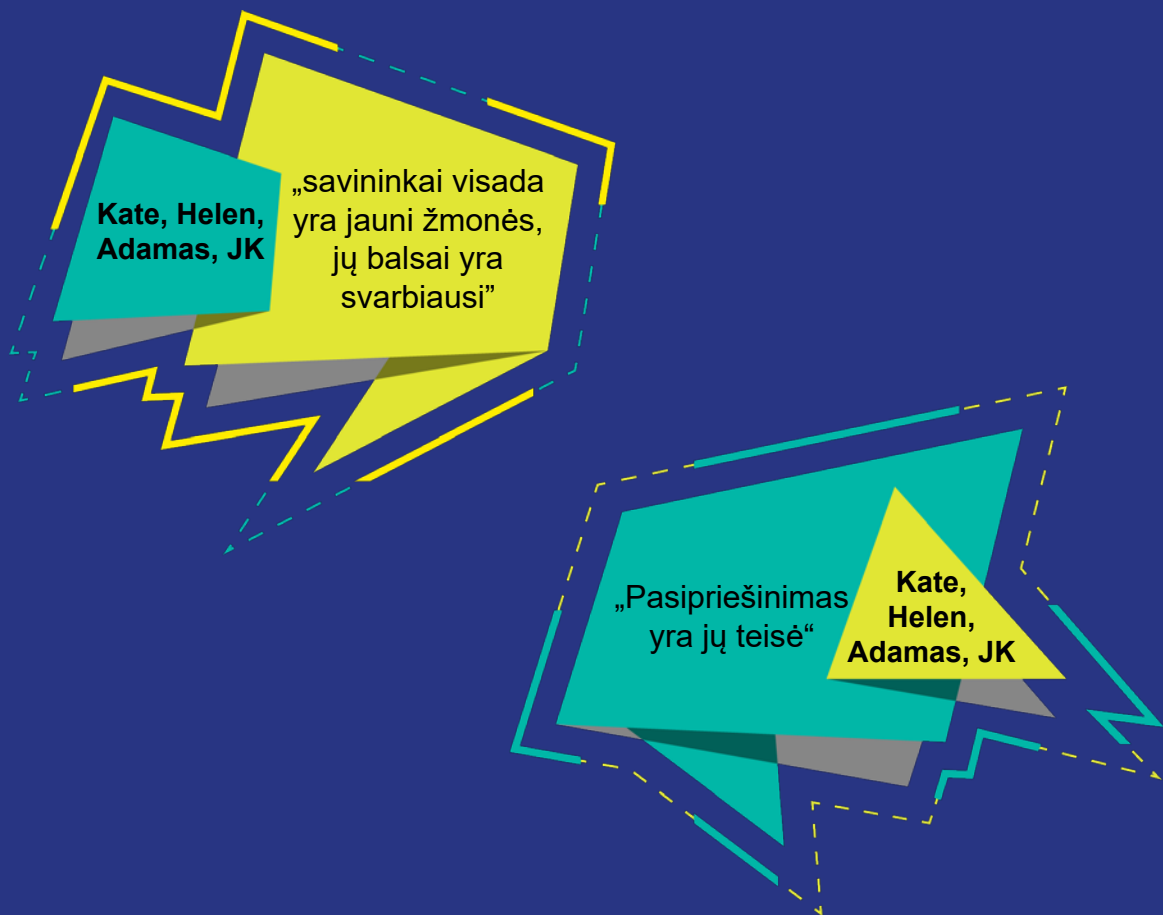 Kate, Helen,
Adamas, JK
„savininkai visada
yra jauni žmonės,
jų balsai yra
svarbiausi”
„Pasipriešinimas
yra jų teisė“
Kate,
Helen,
Adamas, JK